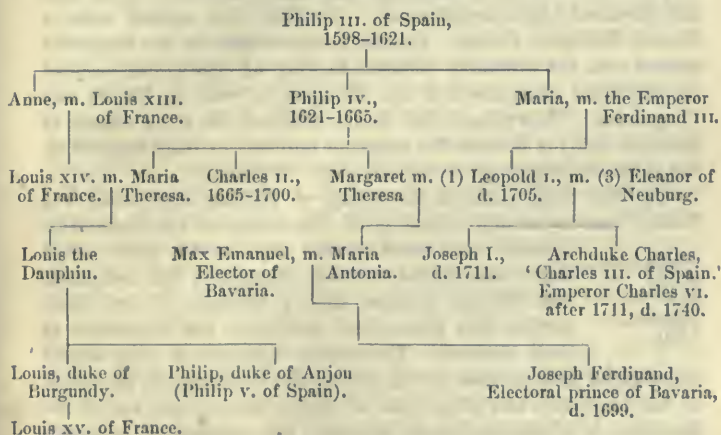 Philip III. of Spain,
1598-1621.
Anne, m. Louis XIII.
of France.
Philip IV.,
1621-1665.
Maria, m. the Emperor
Ferdinand III.
Louis XIV. m. Maria
of France. Theresa.
Charles II.,
1665-1700.
Margaret m. (1) Leopold I., m. (3) Eleanor of
Theresa d. 1705. Neuburg.
Louis the
Dauphin.
Max Emanuel, m. Maria
Elector of Antonia.
Bavaria.
Joseph I.,
d. 1711.
Archduke Charles,
'Charles III. of Spain.'
Emperor Charles VI.
after 1711, d. 1740.
Louis, duke of
Burgundy.
Philip, duke of Anjou
(Philip V. of Spain).
Joseph Ferdinand,
Electoral prince of Bavaria,
d. 1699.
Louis XV. of France.